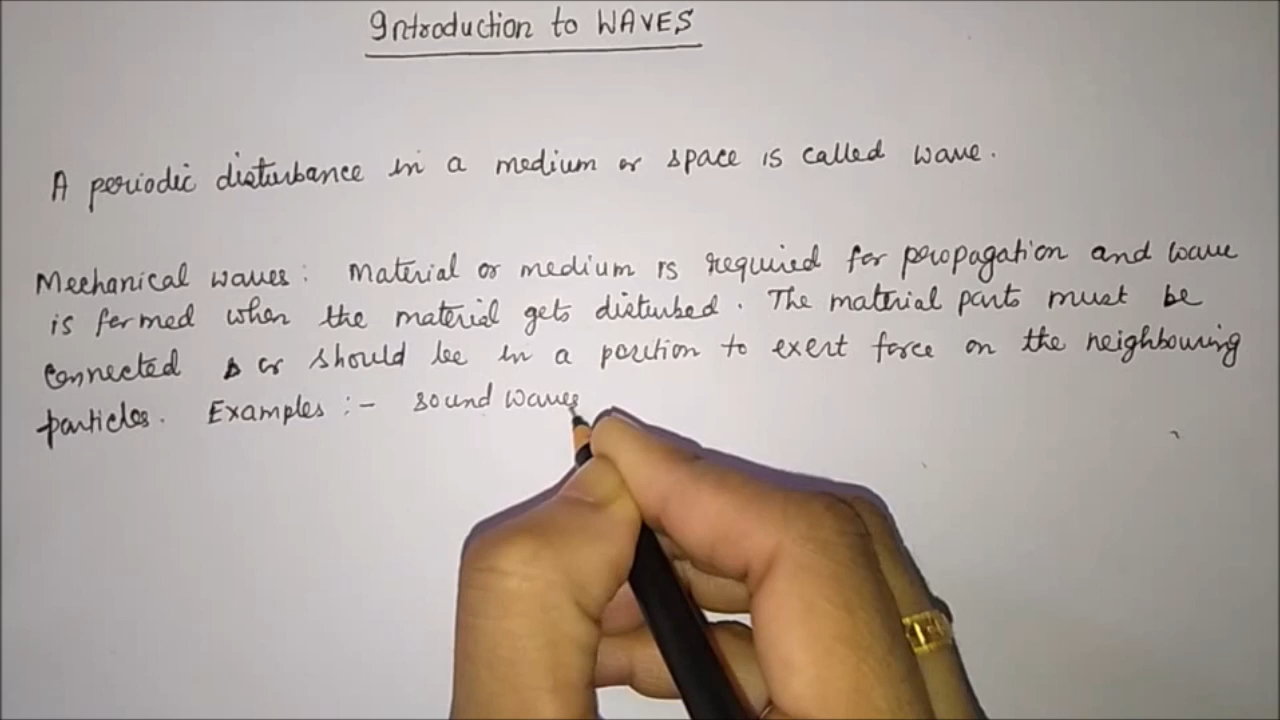 Introduction to WAVES
A periodic disturbance in a medium or space is called wave.
Mechanical waves: Material or medium is required for propagation and wave
is formed when the material gets disturbed. The material parts must be
connected or should be in a position to exert force on the neighbouring
particles. Examples :- sound waves